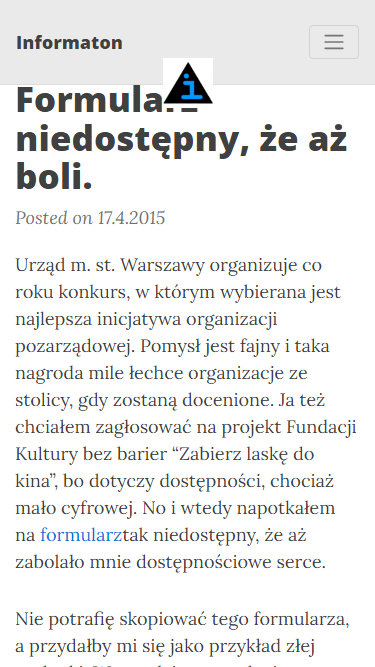 Informaton
i
Formularz
niedostępny, że aż
boli.
Posted on 17.4.2015
Urząd m. st. Warszawy organizuje co
roku konkurs, w którym wybierana jest
najlepsza inicjatywa organizacji
pozarządowej. Pomysł jest fajny i taka
nagroda mile łechce organizacje ze
stolicy, gdy zostaną docenione. Ja też
chciałem zagłosować na projekt Fundacji
Kultury bez barier “Zabierz laskę do
kina”, bo dotyczy dostępności, chociaż
mało cyfrowej. No i wtedy napotkałem
na formularztak niedostępny, że aż
zabolało mnie dostępnościowe serce.
Nie potrafię skopiować tego formularza,
a przydałby mi się jako przykład złej